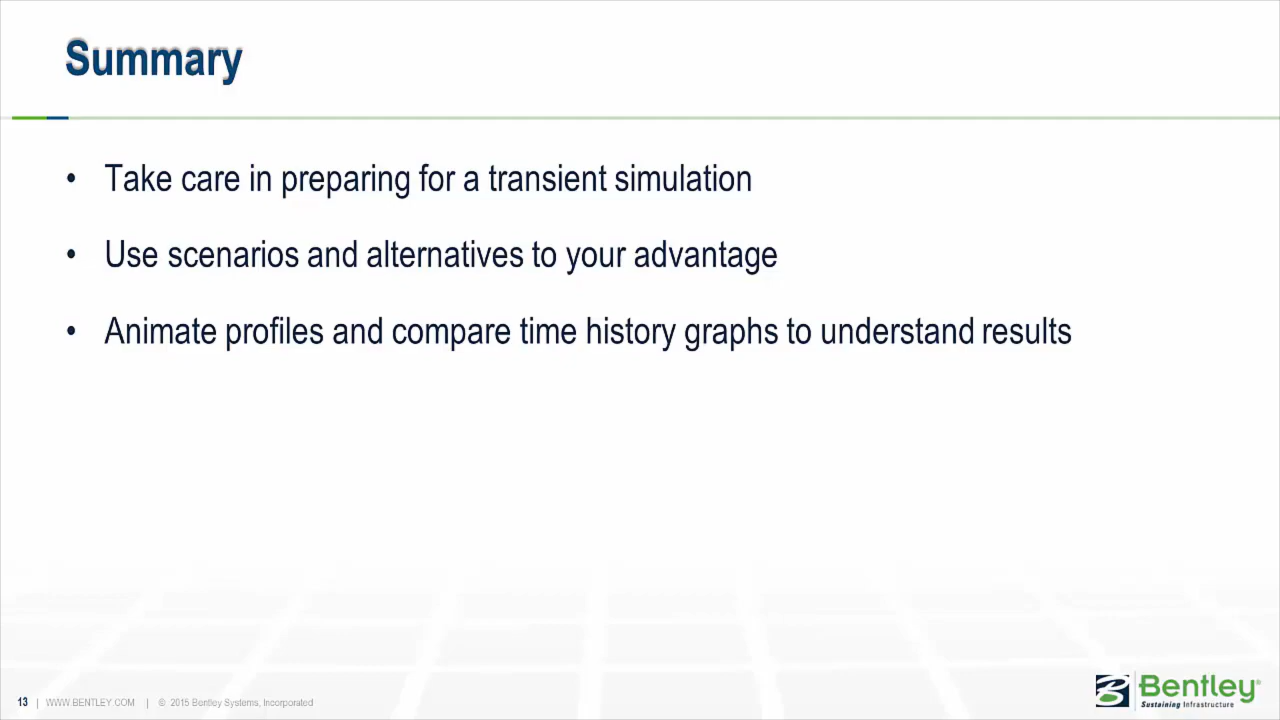 Summary
• Take care in preparing for a transient simulation
• Use scenarios and alternatives to your advantage
• Animate profiles and compare time history graphs to understand results
13 | WWW.BENTLEY.COM | © 2015 Bentley Systems, Incorporated
Bentley®
Sustaining Infrastructure